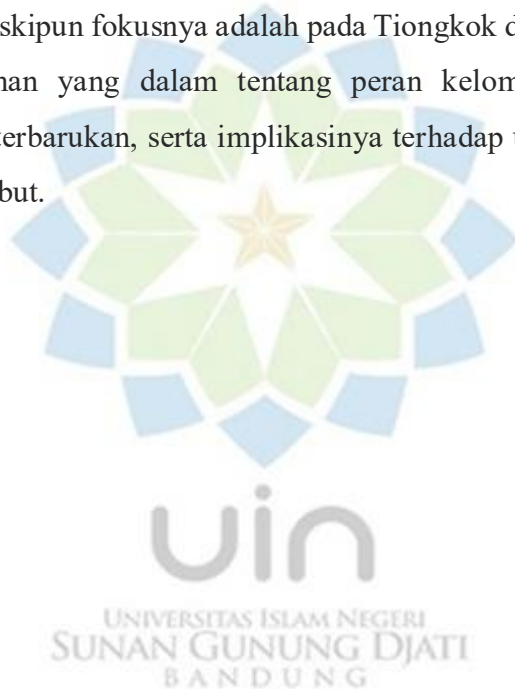 skipun fokusnya adalah pada Tiongkok d
an yang dalam tentang peran kelom
terbarukan, serta implikasinya terhadap
but.
uin
UNIVERSITAS ISLAM NEGERI
SUNAN GUNUNG DJATI
BANDUNG